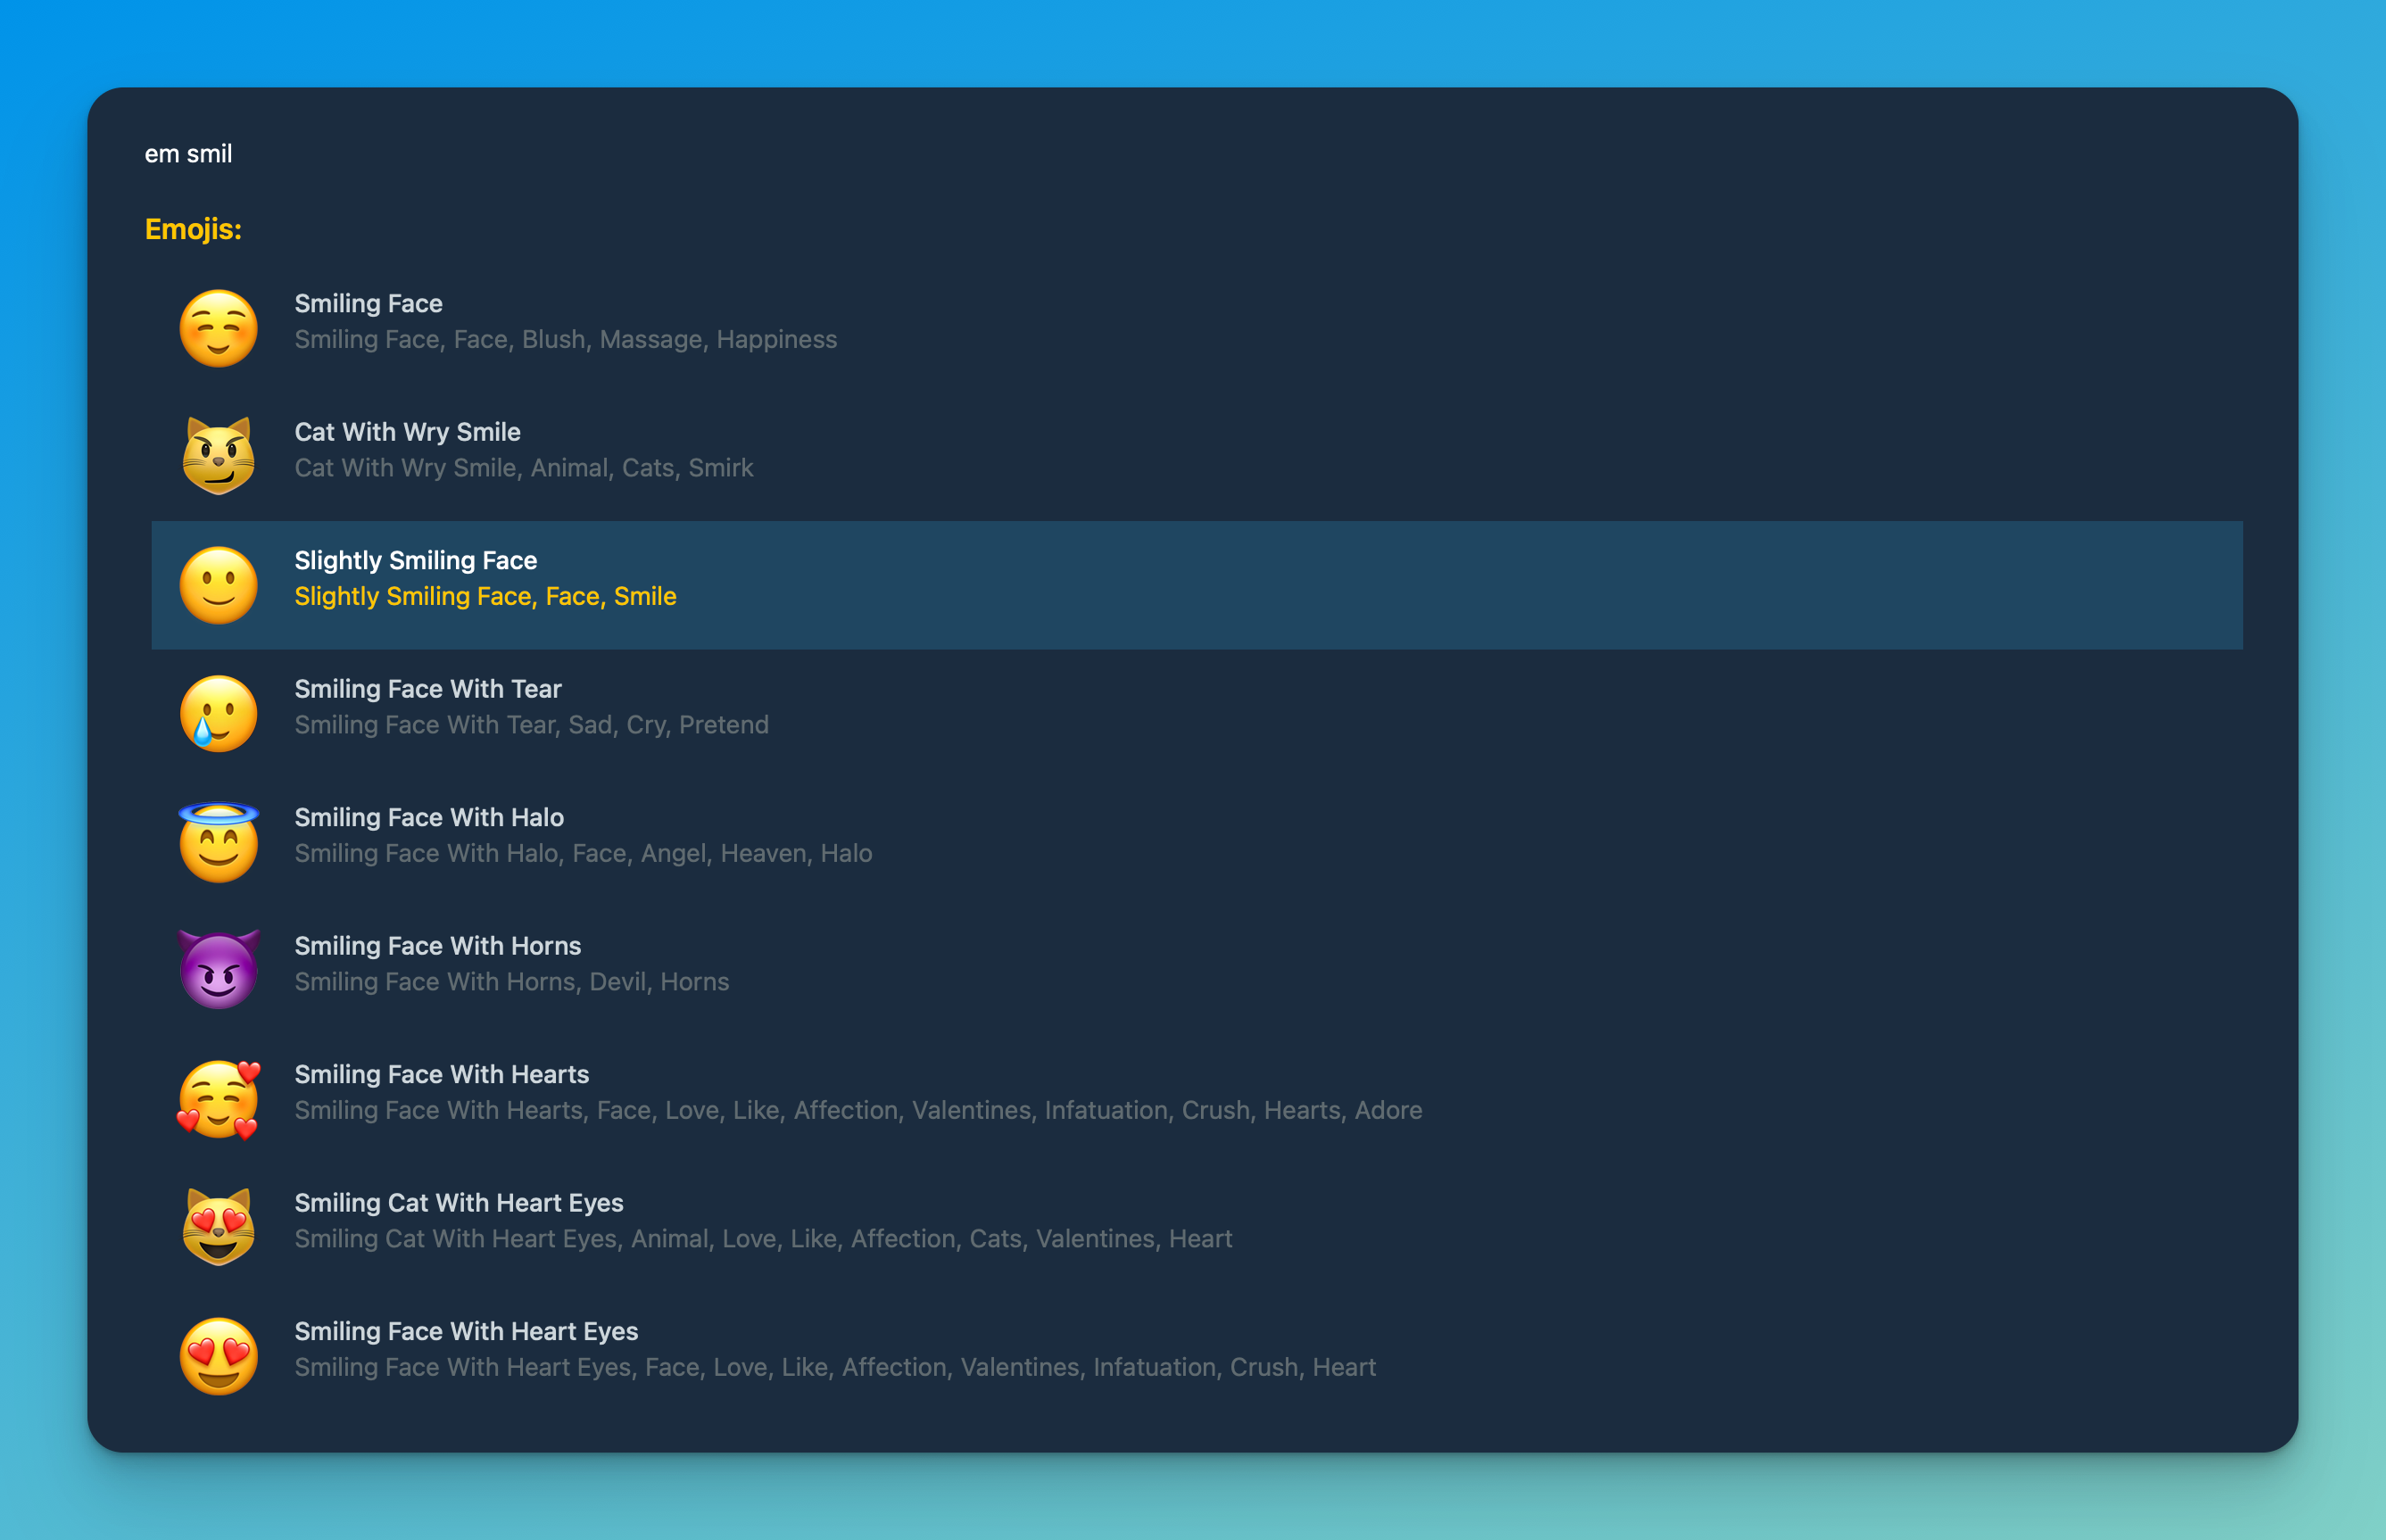 em smil
Emojis:
Smiling Face
Smiling Face, Face, Blush, Massage, Happiness
Cat With Wry Smile
Cat With Wry Smile, Animal, Cats, Smirk
Slightly Smiling Face
Slightly Smiling Face, Face, Smile
Smiling Face With Tear
Smiling Face With Tear, Sad, Cry, Pretend
Smiling Face With Halo
Smiling Face With Halo, Face, Angel, Heaven, Halo
Smiling Face With Horns
Smiling Face With Horns, Devil, Horns
Smiling Face With Hearts
Smiling Face With Hearts, Face, Love, Like, Affection, Valentines, Infatuation, Crush, Hearts, Adore
Smiling Cat With Heart Eyes
Smiling Cat With Heart Eyes, Animal, Love, Like, Affection, Cats, Valentines, Heart
Smiling Face With Heart Eyes
Smiling Face With Heart Eyes, Face, Love, Like, Affection, Valentines, Infatuation, Crush, Heart